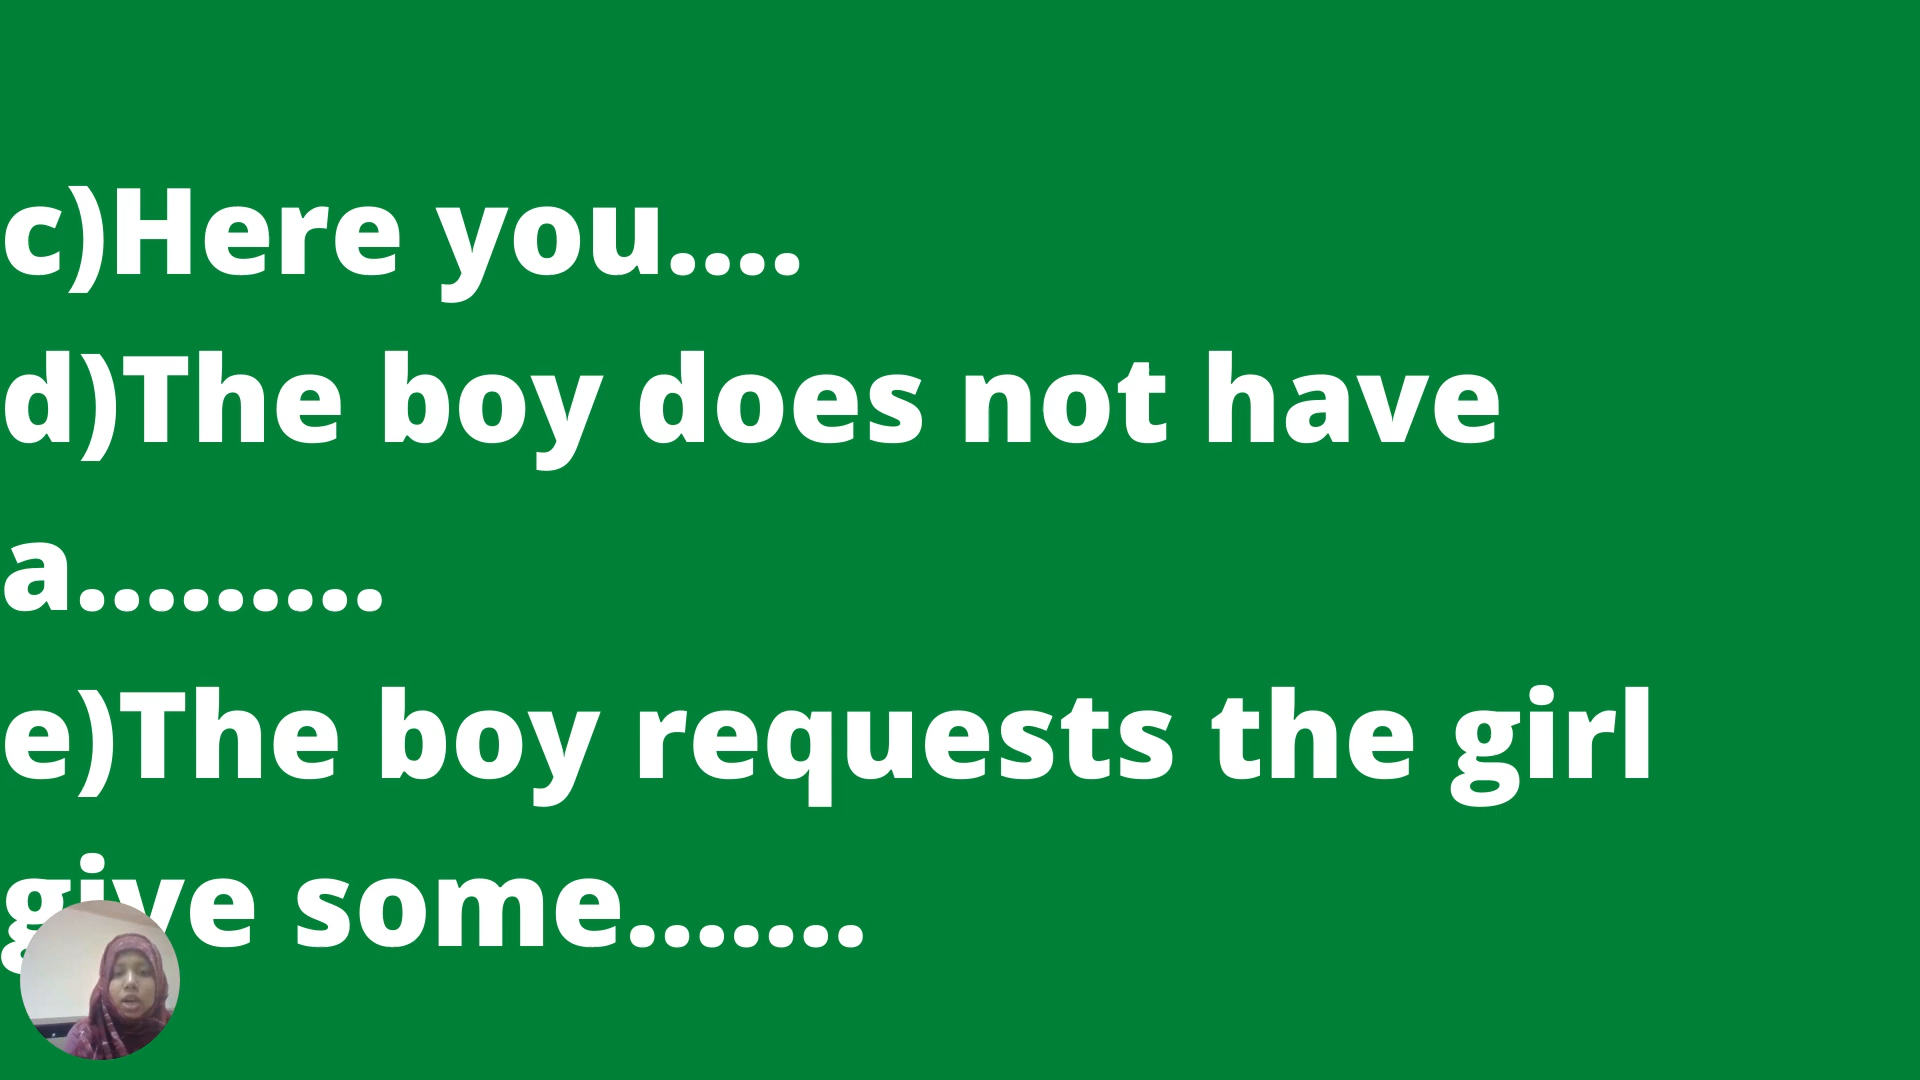 c)Here you....
d)The boy does not have
a.........
e)The boy requests the girl
give some.......